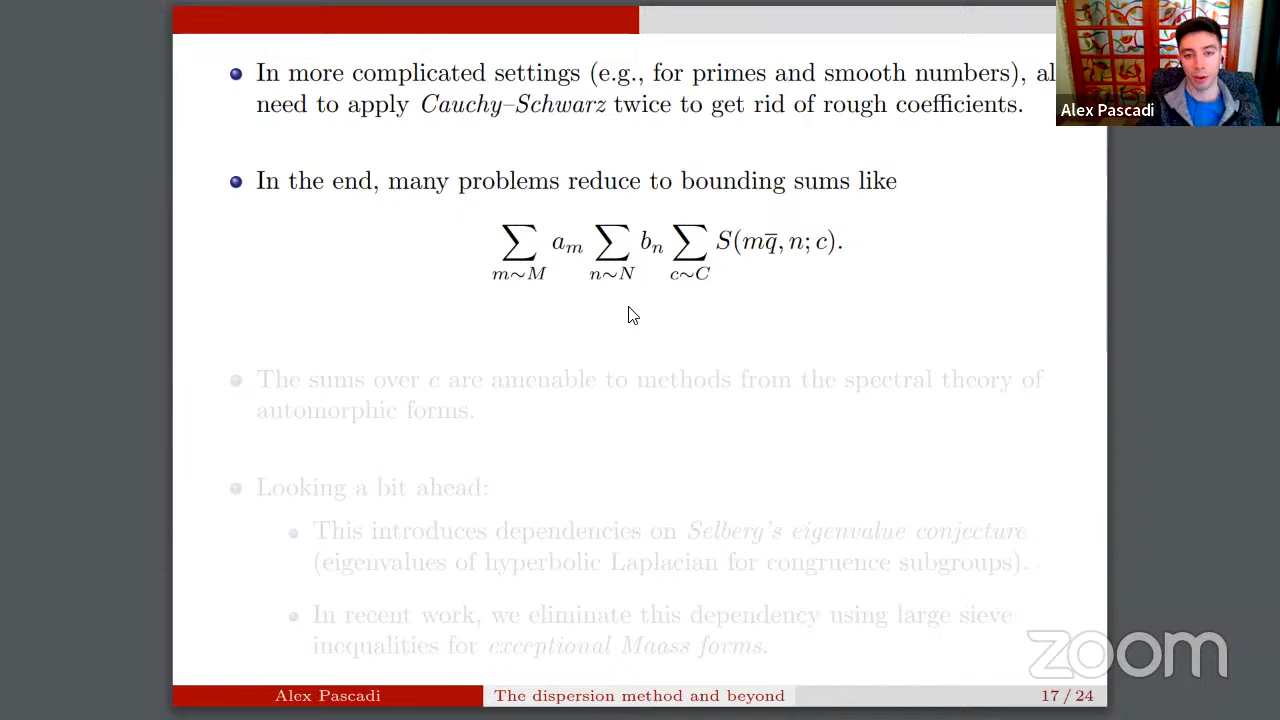 In more complicated settings (e.g., for primes and smooth numbers), al
need to apply Cauchy–Schwarz twice to get rid of rough coefficients.
Alex Pascadi
In the end, many problems reduce to bounding sums like
∑_{m∼M} a_m ∑_{n∼N} b_n ∑_{c∼C} S(mq̅, n; c).
The sums over c are amenable to methods from the spectral theory of
automorphic forms.
Looking a bit ahead:
This introduces dependencies on Selberg's eigenvalue conjecture
(eigenvalues of hyperbolic Laplacian for congruence subgroups).
In recent work, we eliminate this dependency using large sieve
inequalities for exceptional Maass forms.
zoom
Alex Pascadi The dispersion method and beyond 17 / 24